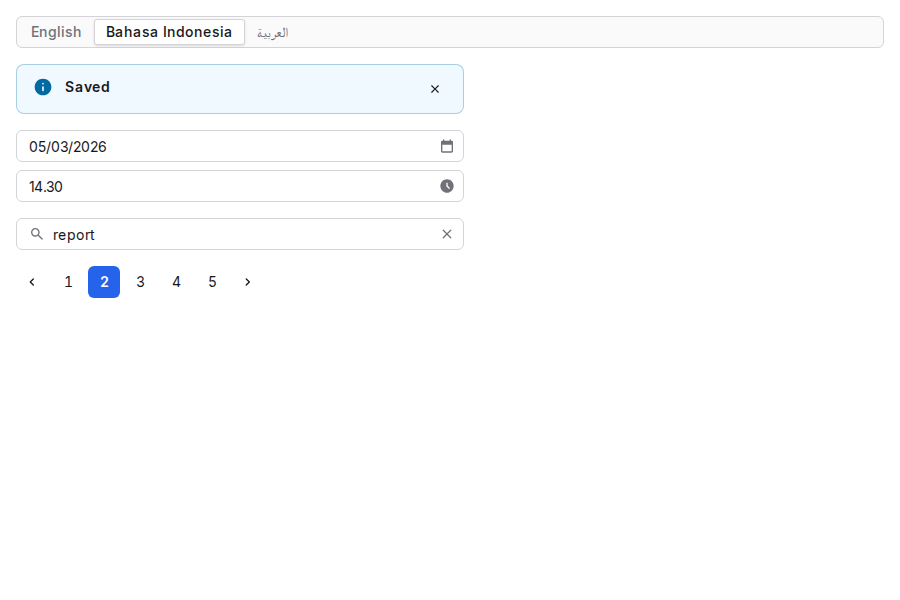 English Bahasa Indonesia العربية
Saved
05/03/2026
14.30
report
1 2 3 4 5